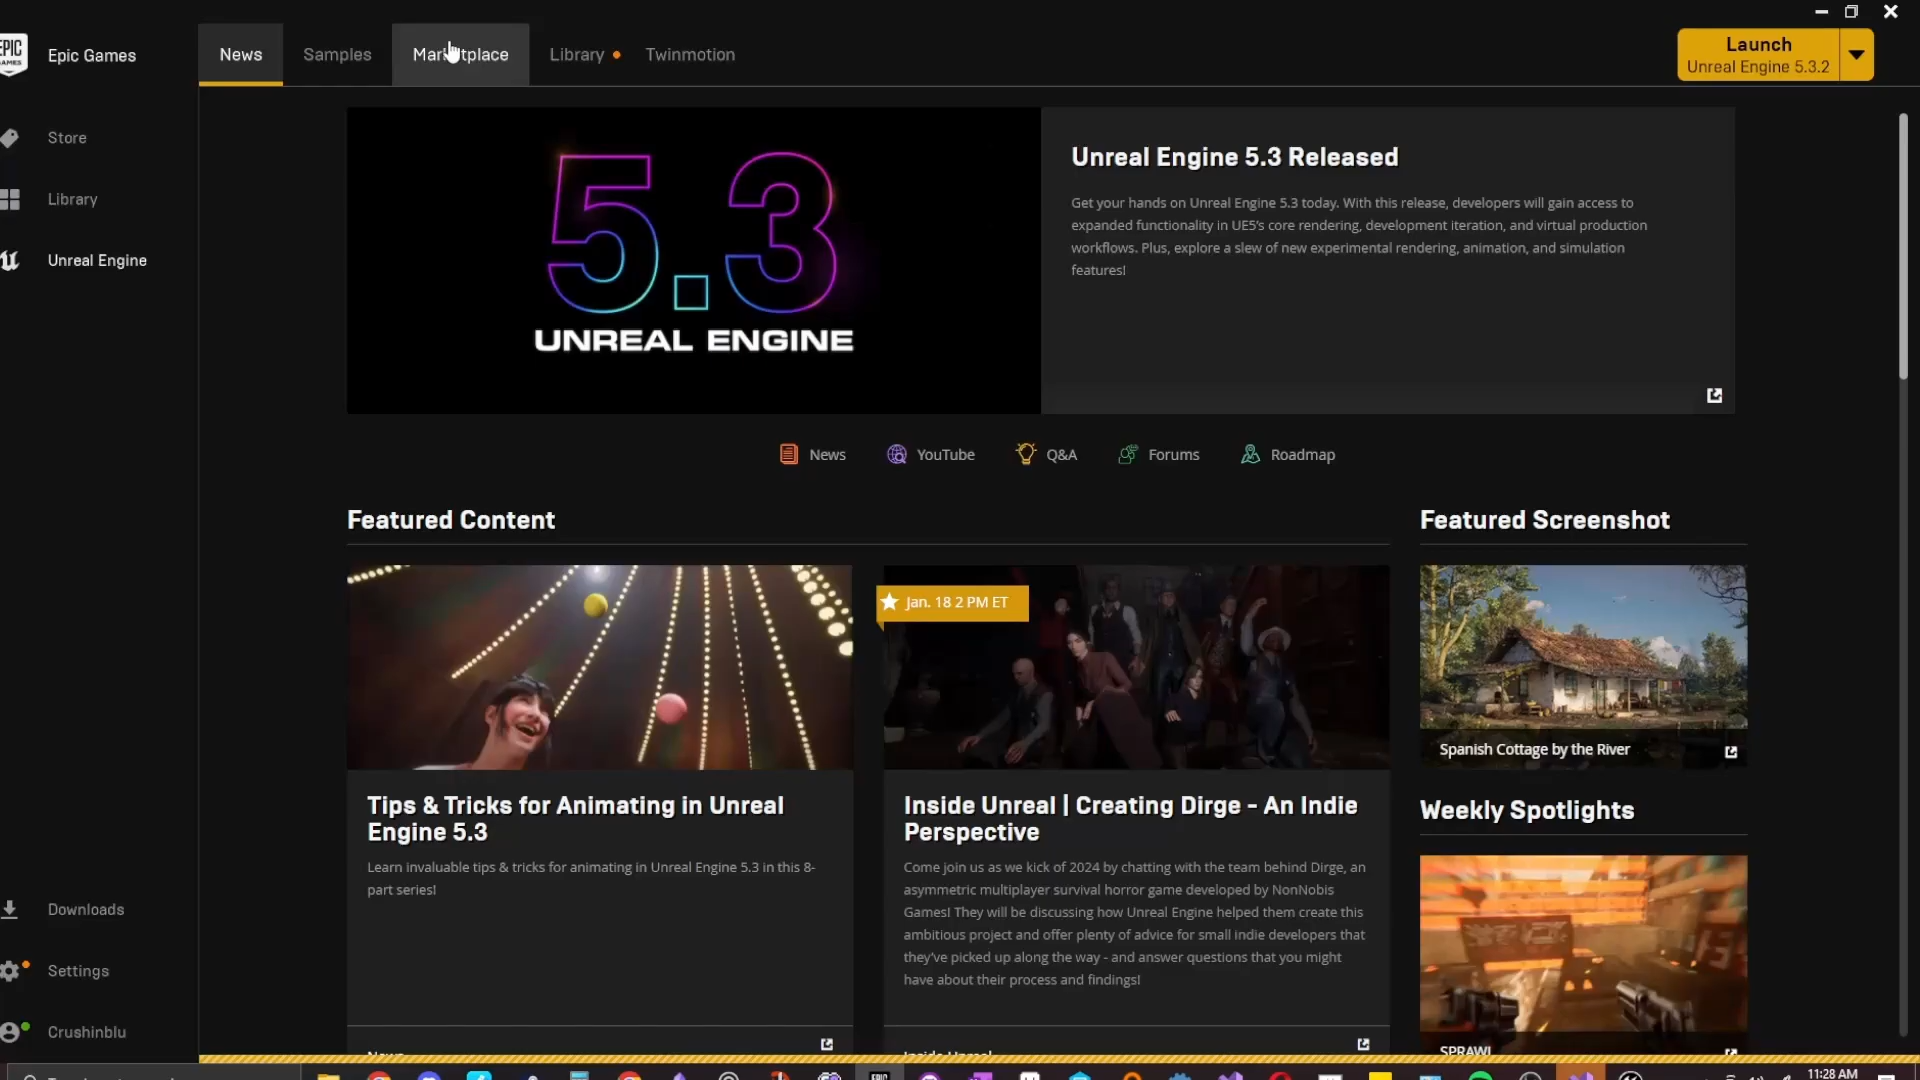 EPIC
GAMES
Epic Games
News
Samples
Marketplace
Library
Twinmotion
Launch
Unreal Engine 5.3.2
Store
Library
Unreal Engine
5.3
UNREAL ENGINE
Unreal Engine 5.3 Released
Get your hands on Unreal Engine 5.3 today. With this release, developers will gain access to
expanded functionality in UE5's core rendering, development iteration, and virtual production
workflows. Plus, explore a slew of new experimental rendering, animation, and simulation
features!
News
YouTube
Q&A
Forums
Roadmap
Featured Content
Featured Screenshot
Jan. 18 2 PM ET
Spanish Cottage by the River
Tips & Tricks for Animating in Unreal
Engine 5.3
Learn invaluable tips & tricks for animating in Unreal Engine 5.3 in this 8-
part series!
Inside Unreal | Creating Dirge - An Indie
Perspective
Come join us as we kick of 2024 by chatting with the team behind Dirge, an
asymmetric multiplayer survival horror game developed by NonNobis
Games! They will be discussing how Unreal Engine helped them create this
ambitious project and offer plenty of advice for small indie developers that
they've picked up along the way - and answer questions that you might
have about their process and findings!
Weekly Spotlights
13
SPRAWL
News
Inside Unreal
Downloads
Settings
Crushinblu
EPIC
11:28 AM